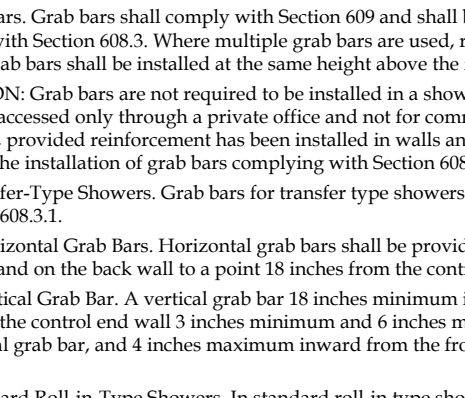 ars. Grab bars shall comply with Section 609 and shall b
with Section 608.3. Where multiple grab bars are used, r
ab bars shall be installed at the same height above the
ON: Grab bars are not required to be installed in a show
accessed only through a private office and not for comm
provided reinforcement has been installed in walls an
he installation of grab bars complying with Section 608
fer-Type Showers. Grab bars for transfer type showers
608.3.1.
izontal Grab Bars. Horizontal grab bars shall be provid
and on the back wall to a point 18 inches from the cont
tical Grab Bar. A vertical grab bar 18 inches minimum i
the control end wall 3 inches minimum and 6 inches m
al grab bar, and 4 inches maximum inward from the fro
ard Roll-in-Type Showers. In standard roll-in type sho